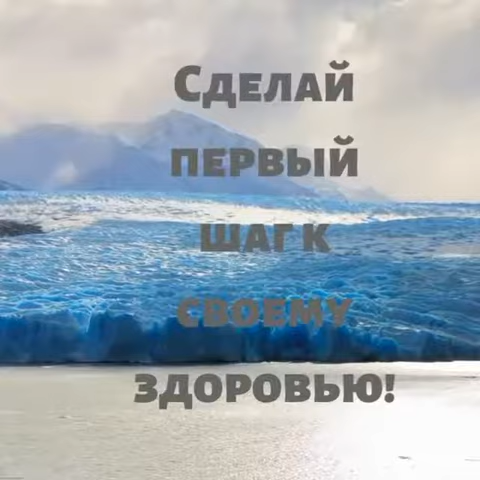 Сделай
первый
шаг к
своему
здоровью!